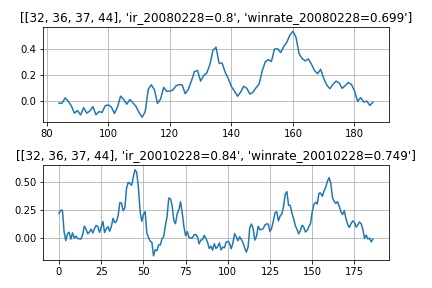 [[32, 36, 37, 44], 'ir_20080228=0.8', 'winrate_20080228=0.699']
0.4
0.2
0.0
80 100 120 140 160 180
[[32, 36, 37, 44], 'ir_20010228=0.84', 'winrate_20010228=0.749']
0.50
0.25
0.00
0 25 50 75 100 125 150 175